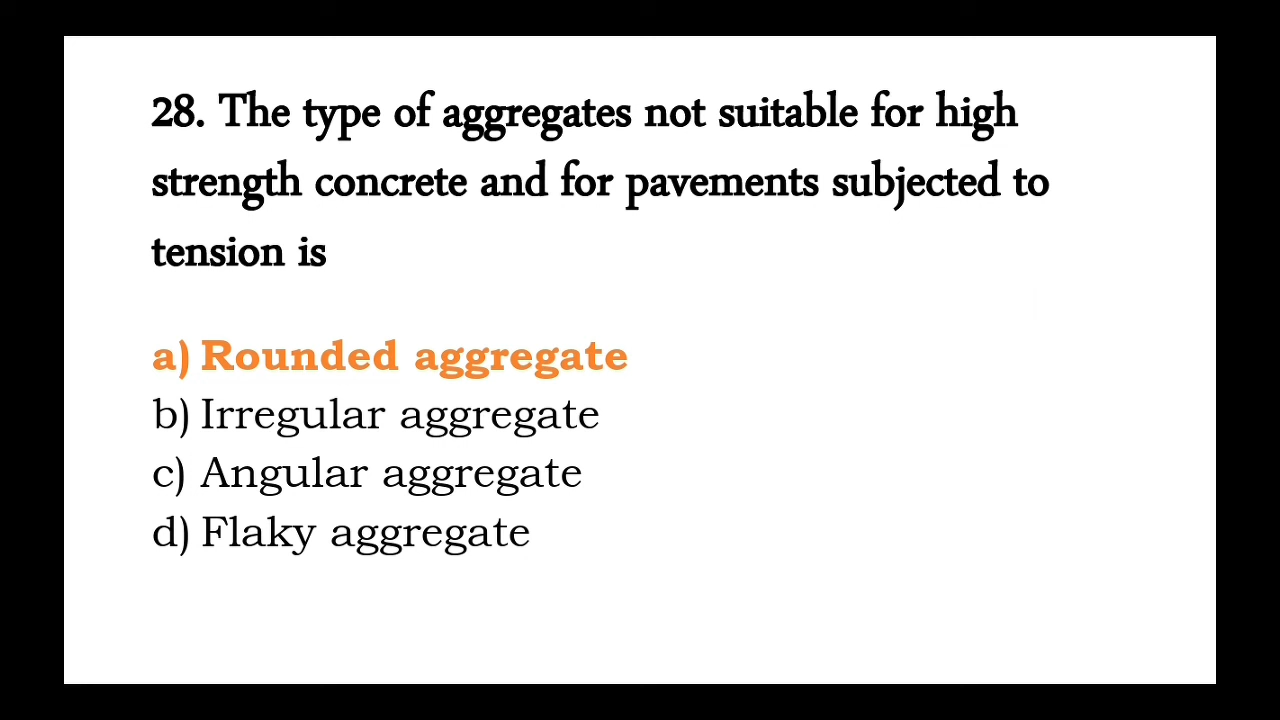 28. The type of aggregates not suitable for high
strength concrete and for pavements subjected to
tension is
a) Rounded aggregate
b) Irregular aggregate
c) Angular aggregate
d) Flaky aggregate